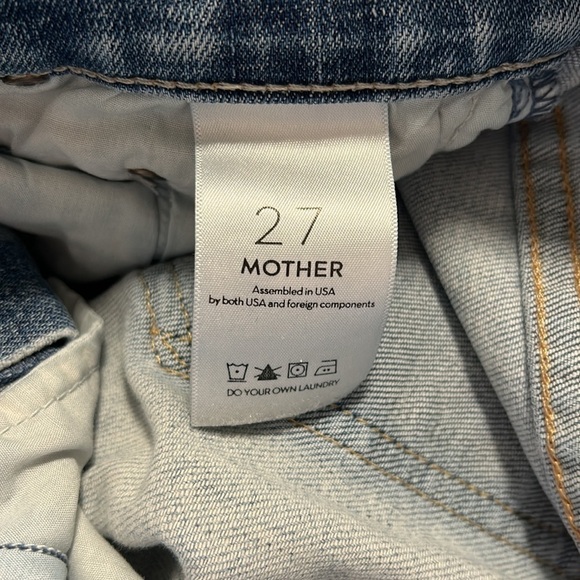 27
MOTHER
Assembled in USA
by both USA and foreign components
DO YOUR OWN LAUNDRY